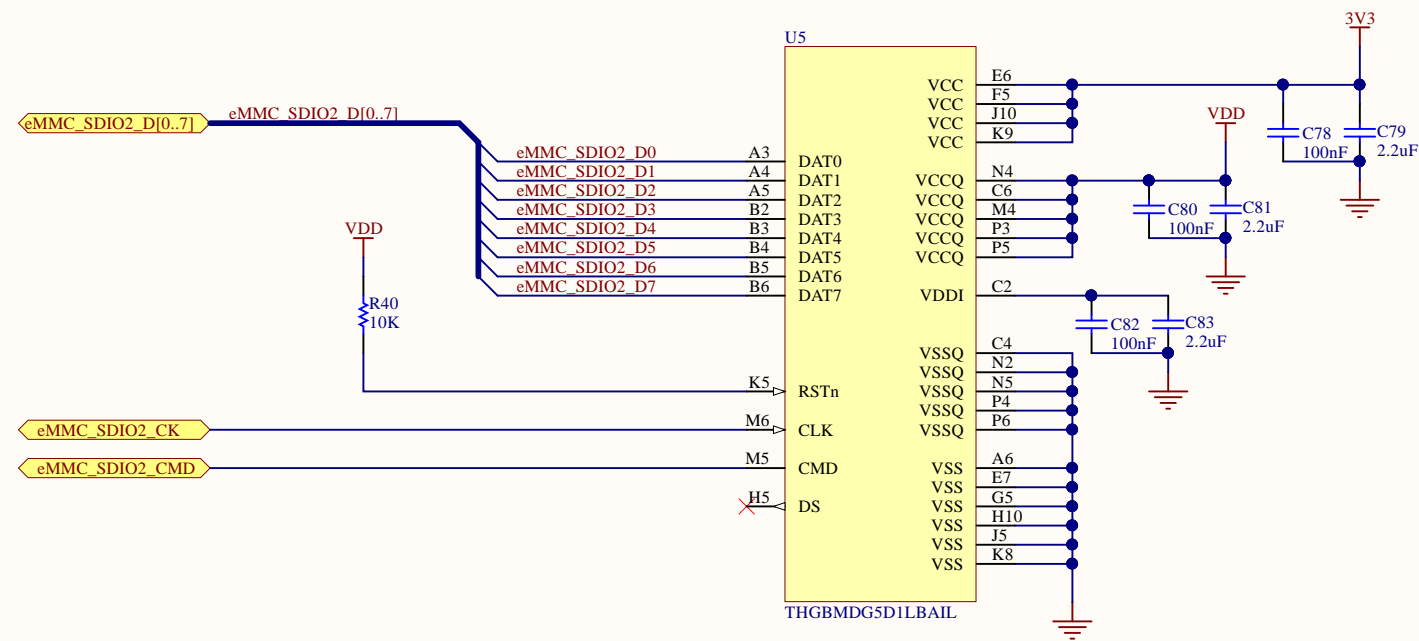 3V3
U5
VCC E6
VCC F5
VCC J10
VCC K9
eMMC_SDIO2_D[0..7] eMMC_SDIO2_D[0..7]
VDD
C78 100nF
C79 2.2uF
eMMC_SDIO2_D0 A3 DAT0
eMMC_SDIO2_D1 A4 DAT1
eMMC_SDIO2_D2 A5 DAT2
eMMC_SDIO2_D3 B2 DAT3
eMMC_SDIO2_D4 B3 DAT4
eMMC_SDIO2_D5 B4 DAT5
eMMC_SDIO2_D6 B5 DAT6
eMMC_SDIO2_D7 B6 DAT7
VCCQ N4
VCCQ C6
VCCQ M4
VCCQ P3
VCCQ P5
C80 100nF
C81 2.2uF
VDD
R40
10K
VDDI C2
C82 100nF
C83 2.2uF
VSSQ C4
VSSQ N2
VSSQ N5
VSSQ P4
VSSQ P6
K5 RSTn
eMMC_SDIO2_CK M6 CLK
eMMC_SDIO2_CMD M5 CMD
H5 DS
VSS A6
VSS E7
VSS G5
VSS H10
VSS J5
VSS K8
THGBMDG5D1LBAIL